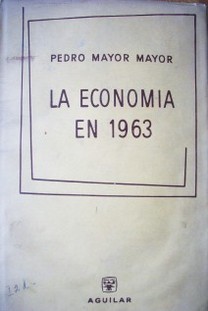 PEDRO MAYOR MAYOR
LA ECONOMIA
EN 1963
AGUILAR